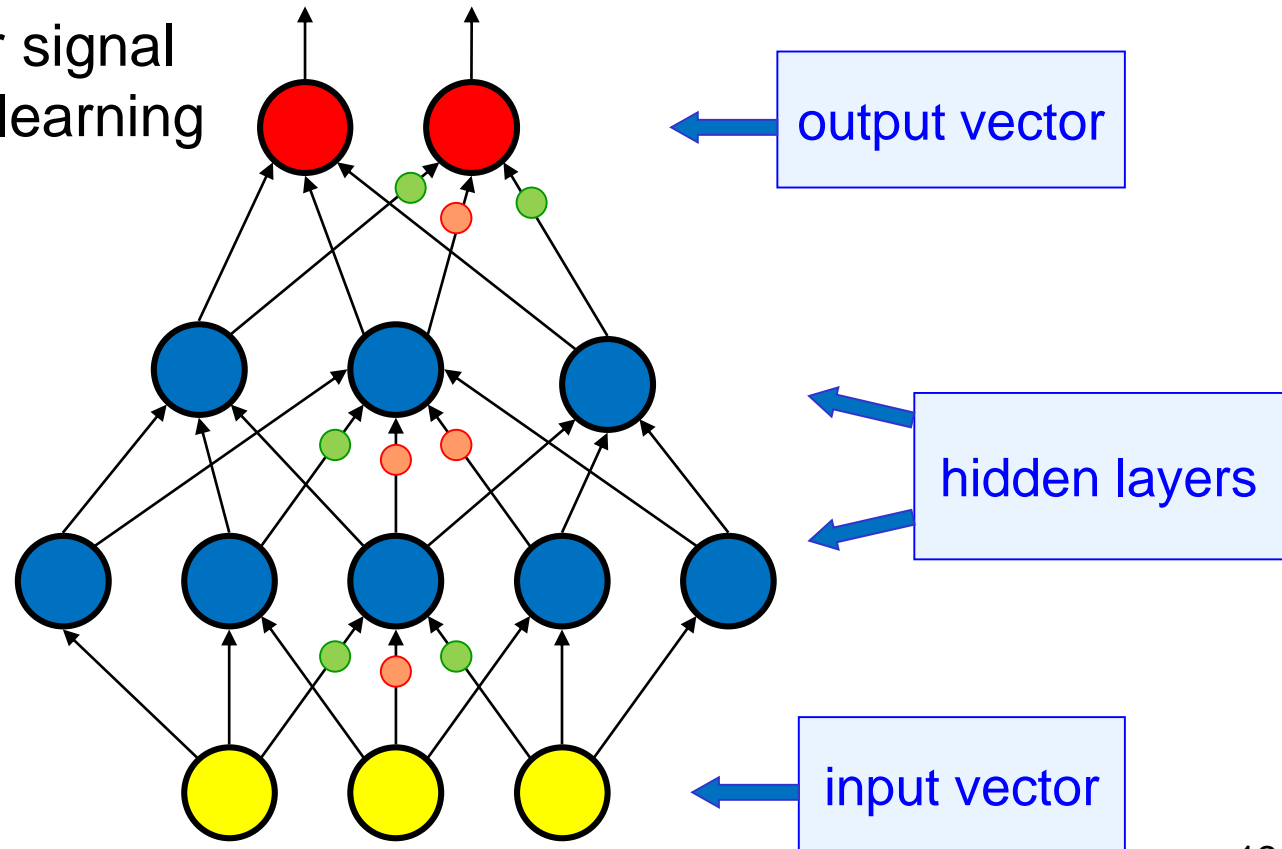 signal
learning
output vector
hidden layers
input vector